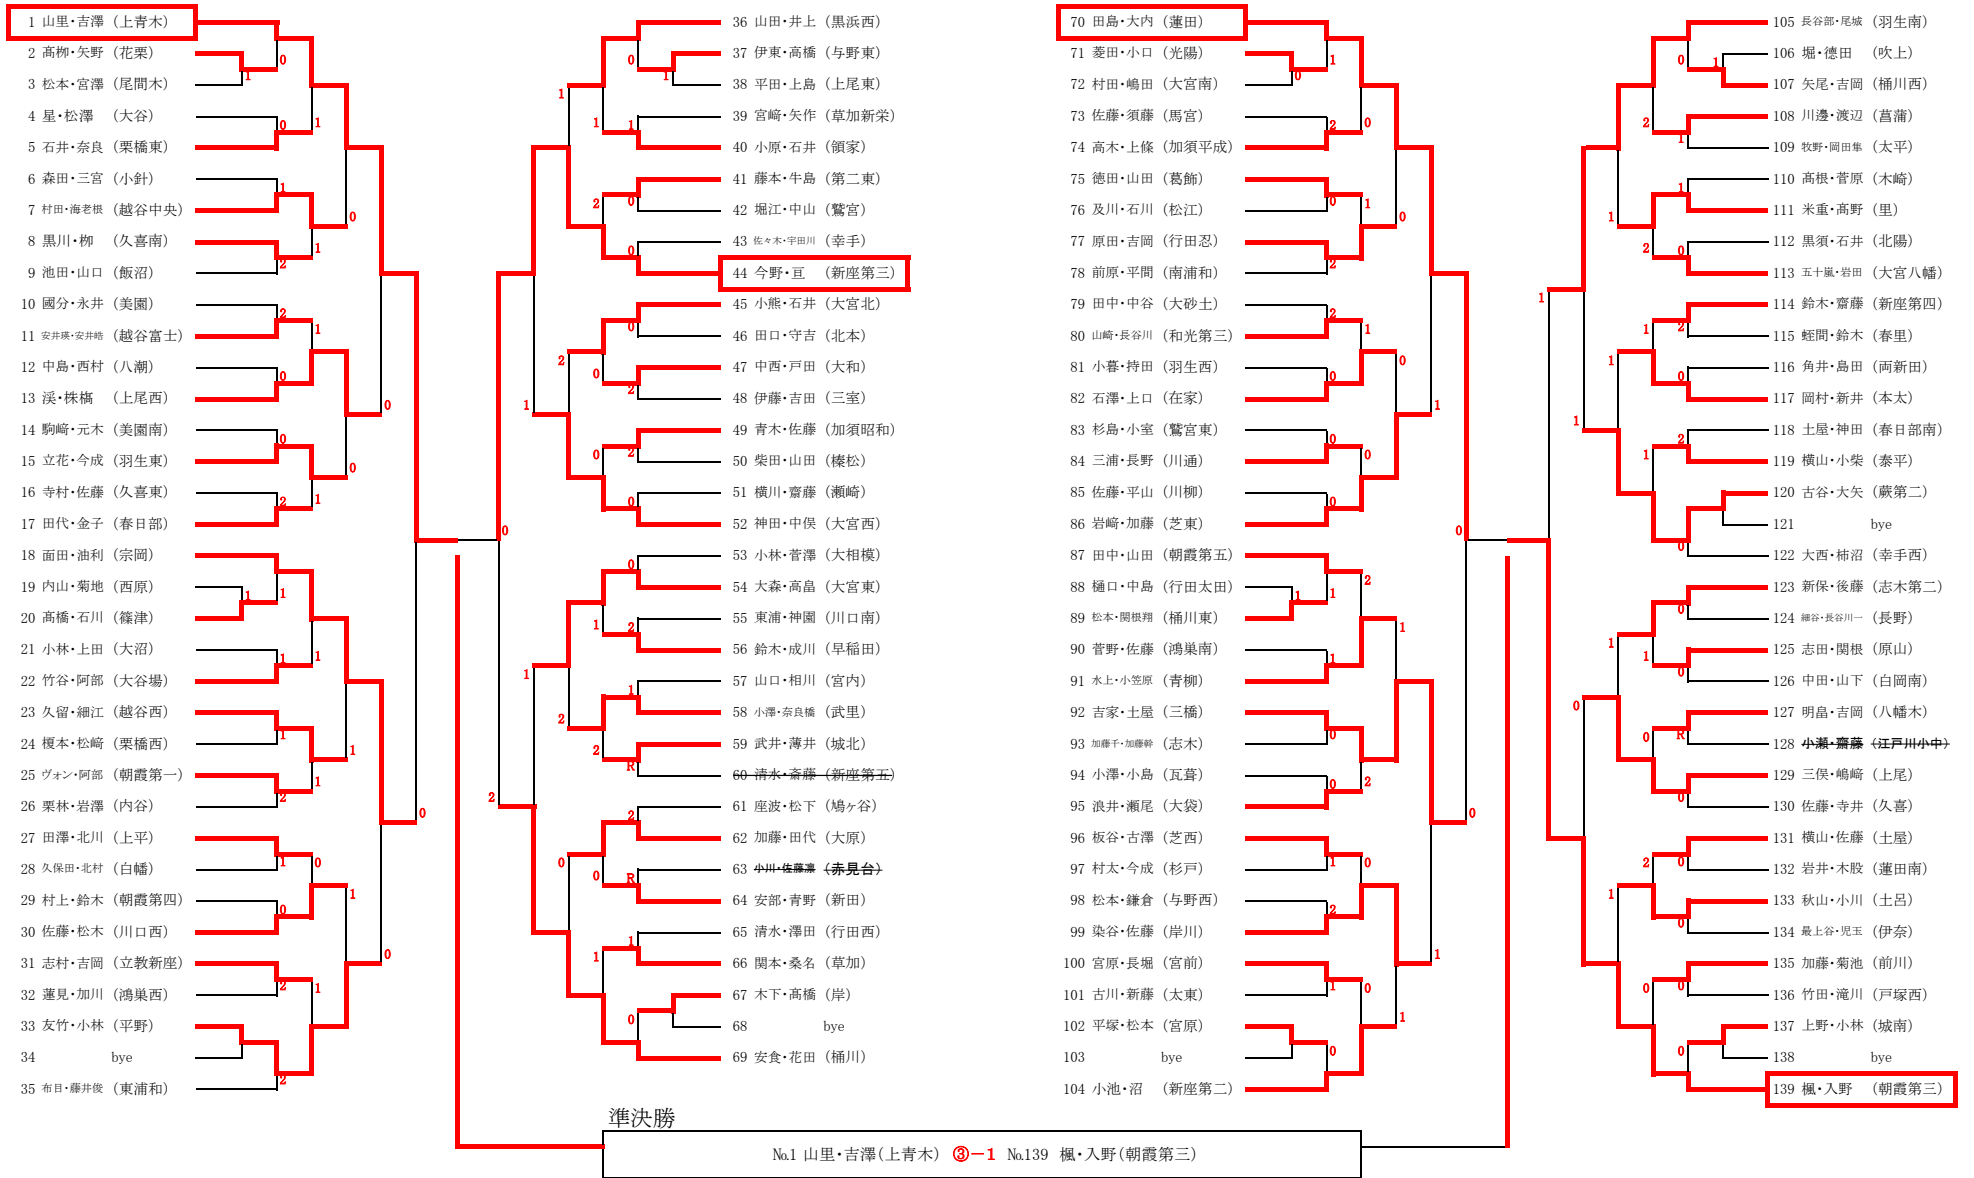 1 山里・吉澤 (上青木)
2 髙栁・矢野 (花栗)
3 松本・宮澤 (尾間木)
4 星・松澤 (大谷)
5 石井・奈良 (栗橋東)
6 森田・三宮 (小針)
7 村田・海老根 (越谷中央)
8 黒川・栁 (久喜南)
9 池田・山口 (飯沼)
10 國分・永井 (美園)
11 安井瑛・安井皓 (越谷富士)
12 中島・西村 (八潮)
13 渓・株槗 (上尾西)
14 駒﨑・元木 (美園南)
15 立花・今成 (羽生東)
16 寺村・佐藤 (久喜東)
17 田代・金子 (春日部)
18 面田・油利 (宗岡)
19 内山・菊地 (西原)
20 髙橋・石川 (篠津)
21 小林・上田 (大沼)
22 竹谷・阿部 (大谷場)
23 久留・細江 (越谷西)
24 榎本・松﨑 (栗橋西)
25 ヴォン・阿部 (朝霞第一)
26 栗林・岩澤 (内谷)
27 田澤・北川 (上平)
28 久保田・北村 (白幡)
29 村上・鈴木 (朝霞第四)
30 佐藤・松木 (川口西)
31 志村・吉岡 (立教新座)
32 蓮見・加川 (鴻巣西)
33 友竹・小林 (平野)
34 bye
35 布目・藤井俊 (東浦和)
36 山田・井上 (黒浜西)
37 伊東・高橋 (与野東)
38 平田・上島 (上尾東)
39 宮﨑・矢作 (草加新栄)
40 小原・石井 (領家)
41 藤本・牛島 (第二東)
42 堀江・中山 (鷲宮)
43 佐々木・宇田川 (幸手)
44 今野・亘 (新座第三)
45 小熊・石井 (大宮北)
46 田口・守吉 (北本)
47 中西・戸田 (大和)
48 伊藤・吉田 (三室)
49 青木・佐藤 (加須昭和)
50 柴田・山田 (榛松)
51 横川・齋藤 (瀬崎)
52 神田・中俣 (大宮西)
53 小林・菅澤 (大相模)
54 大森・高畠 (大宮東)
55 東浦・神園 (川口南)
56 鈴木・成川 (早稲田)
57 山口・相川 (宮内)
58 小澤・奈良橋 (武里)
59 武井・薄井 (城北)
60 清水・斎藤 (新座第五)
61 座波・松下 (鳩ヶ谷)
62 加藤・田代 (大原)
63 小川・佐藤凛 (赤見台)
64 安部・青野 (新田)
65 清水・澤田 (行田西)
66 関本・桑名 (草加)
67 木下・髙橋 (岸)
68 bye
69 安食・花田 (桶川)
70 田島・大内 (蓮田)
71 菱田・小口 (光陽)
72 村田・嶋田 (大宮南)
73 佐藤・須藤 (馬宮)
74 高木・上條 (加須平成)
75 徳田・山田 (葛飾)
76 及川・石川 (松江)
77 原田・吉岡 (行田忍)
78 前原・平間 (南浦和)
79 田中・中谷 (大砂土)
80 山崎・長谷川 (和光第三)
81 小暮・持田 (羽生西)
82 石澤・上口 (在家)
83 杉島・小室 (鷲宮東)
84 三浦・長野 (川通)
85 佐藤・平山 (川柳)
86 岩﨑・加藤 (芝東)
87 田中・山田 (朝霞第五)
88 樋口・中島 (行田太田)
89 松本・関根翔 (桶川東)
90 菅野・佐藤 (鴻巣南)
91 水上・小笠原 (青柳)
92 吉家・土屋 (三橋)
93 加藤千・加藤幹 (志木)
94 小澤・小島 (瓦葺)
95 浪井・瀬尾 (大袋)
96 板谷・古澤 (芝西)
97 村太・今成 (杉戸)
98 松本・鎌倉 (与野西)
99 染谷・佐藤 (岸川)
100 宮原・長堀 (宮前)
101 古川・新藤 (太東)
102 平塚・松本 (宮原)
103 bye
104 小池・沼 (新座第二)
105 長谷部・尾城 (羽生南)
106 堀・德田 (吹上)
107 矢尾・吉岡 (桶川西)
108 川邊・渡辺 (菖蒲)
109 牧野・岡田隼 (太平)
110 髙根・菅原 (木崎)
111 米重・髙野 (里)
112 黒須・石井 (北陽)
113 五十嵐・岩田 (大宮八幡)
114 鈴木・齋藤 (新座第四)
115 蛭間・鈴木 (春里)
116 角井・島田 (両新田)
117 岡村・新井 (本太)
118 土屋・神田 (春日部南)
119 横山・小柴 (泰平)
120 古谷・大矢 (蕨第二)
121 bye
122 大西・柿沼 (幸手西)
123 新保・後藤 (志木第二)
124 細谷・長谷川一 (長野)
125 志田・関根 (原山)
126 中田・山下 (白岡南)
127 明畠・吉岡 (八幡木)
128 小瀬・齋藤 (江戸川小中)
129 三俣・嶋﨑 (上尾)
130 佐藤・寺井 (久喜)
131 横山・佐藤 (土屋)
132 岩井・木股 (蓮田南)
133 秋山・小川 (土呂)
134 最上谷・児玉 (伊奈)
135 加藤・菊池 (前川)
136 竹田・滝川 (戸塚西)
137 上野・小林 (城南)
138 bye
139 楓・入野 (朝霞第三)
準決勝
№1 山里・吉澤(上青木) ③−1 №139 楓・入野(朝霞第三)